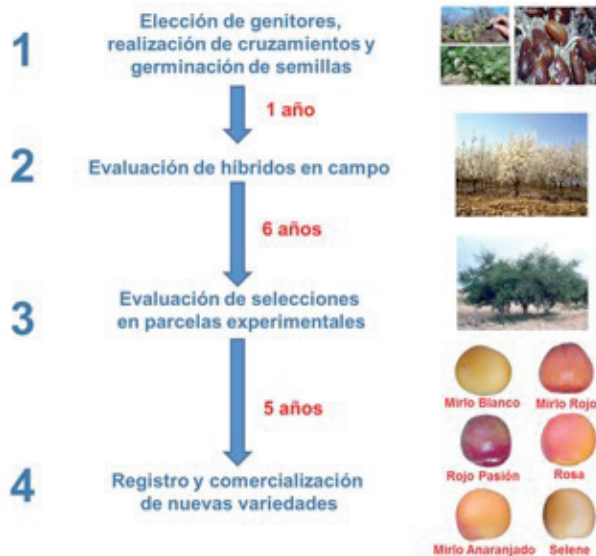 1
Elección de genitores,
realización de cruzamientos y
germinación de semillas
1 año
2
Evaluación de híbridos en campo
6 años
3
Evaluación de selecciones
en parcelas experimentales
5 años
4
Registro y comercialización
de nuevas variedades
Mirlo Blanco Mirlo Rojo
Rojo Pasión Rosa
Mirlo Anaranjado Selene